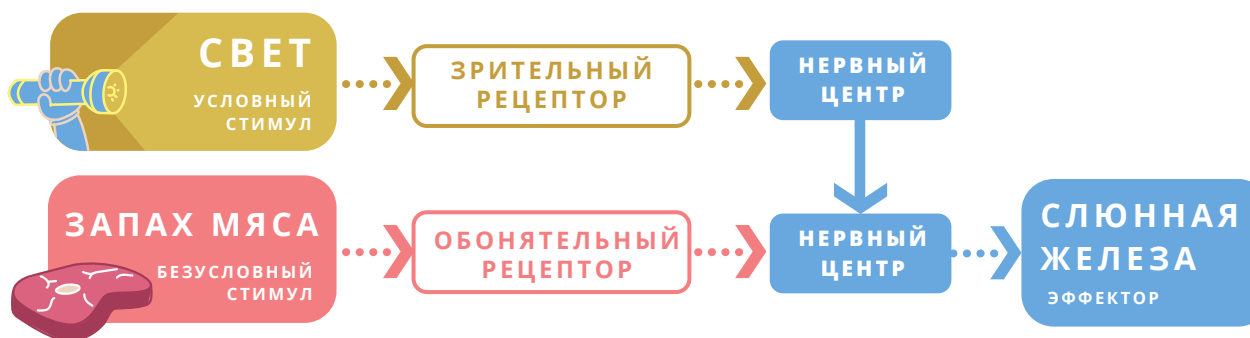 СВЕТ
УСЛОВНЫЙ
СТИМУЛ
ЗРИТЕЛЬНЫЙ
РЕЦЕПТОР
НЕРВНЫЙ
ЦЕНТР
ЗАПАХ МЯСА
БЕЗУСЛОВНЫЙ
СТИМУЛ
ОБОНЯТЕЛЬНЫЙ
РЕЦЕПТОР
НЕРВНЫЙ
ЦЕНТР
СЛЮННАЯ
ЖЕЛЕЗА
ЭФФЕКТОР